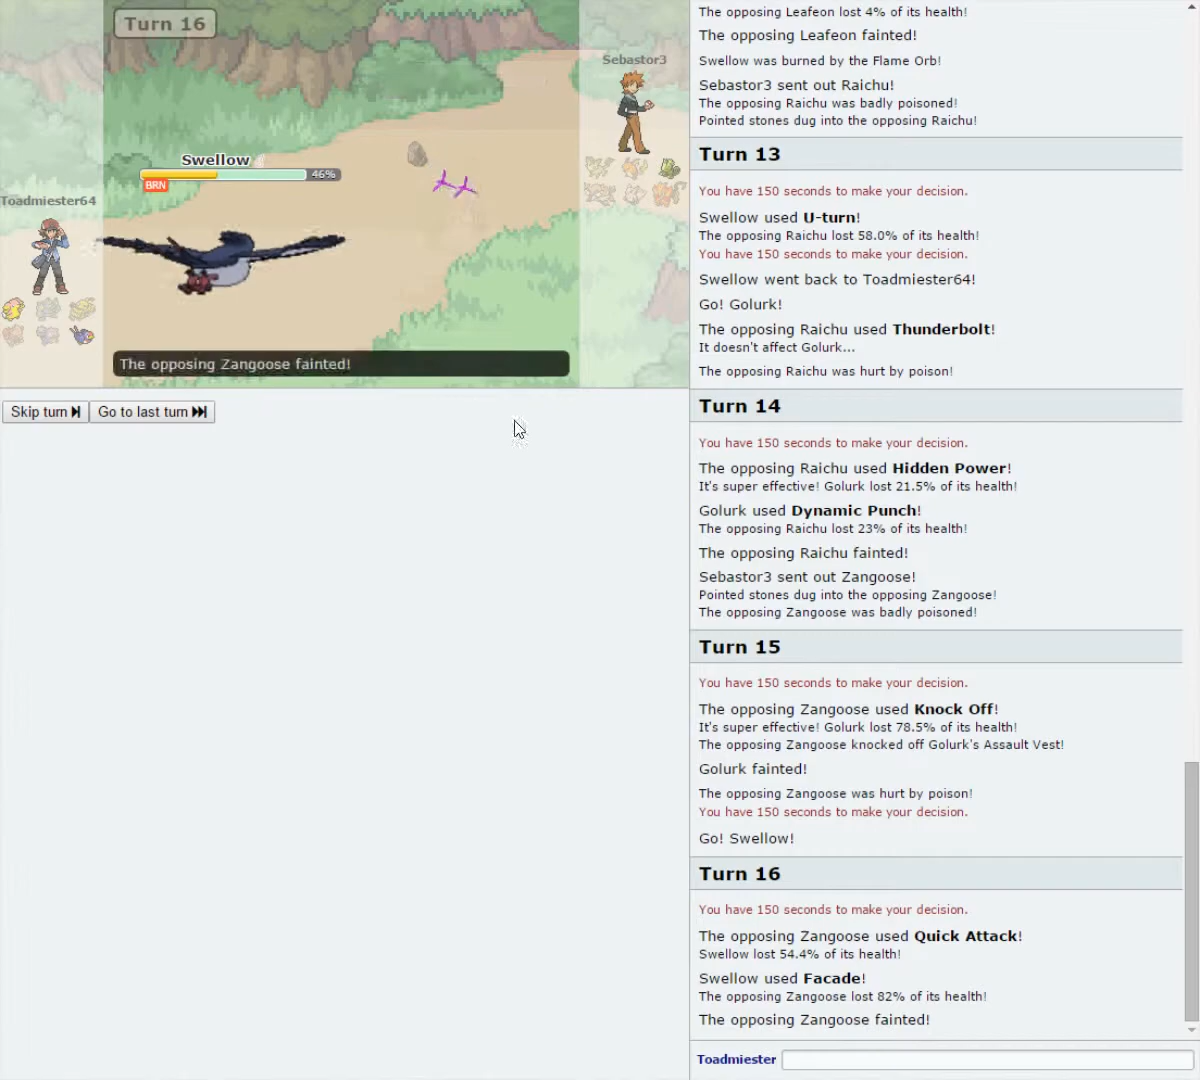 Turn 16
Sebastor3
Swellow
46%
BRN
Toadmiester64
The opposing Zangoose fainted!
Skip turn
Go to last turn
The opposing Leafeon lost 4% of its health!
The opposing Leafeon fainted!
Swellow was burned by the Flame Orb!
Sebastor3 sent out Raichu!
The opposing Raichu was badly poisoned!
Pointed stones dug into the opposing Raichu!
Turn 13
You have 150 seconds to make your decision.
Swellow used U-turn!
The opposing Raichu lost 58.0% of its health!
You have 150 seconds to make your decision.
Swellow went back to Toadmiester64!
Go! Golurk!
The opposing Raichu used Thunderbolt!
It doesn't affect Golurk...
The opposing Raichu was hurt by poison!
Turn 14
You have 150 seconds to make your decision.
The opposing Raichu used Hidden Power!
It's super effective! Golurk lost 21.5% of its health!
Golurk used Dynamic Punch!
The opposing Raichu lost 23% of its health!
The opposing Raichu fainted!
Sebastor3 sent out Zangoose!
Pointed stones dug into the opposing Zangoose!
The opposing Zangoose was badly poisoned!
Turn 15
You have 150 seconds to make your decision.
The opposing Zangoose used Knock Off!
It's super effective! Golurk lost 78.5% of its health!
The opposing Zangoose knocked off Golurk's Assault Vest!
Golurk fainted!
The opposing Zangoose was hurt by poison!
You have 150 seconds to make your decision.
Go! Swellow!
Turn 16
You have 150 seconds to make your decision.
The opposing Zangoose used Quick Attack!
Swellow lost 54.4% of its health!
Swellow used Facade!
The opposing Zangoose lost 82% of its health!
The opposing Zangoose fainted!
Toadmiester